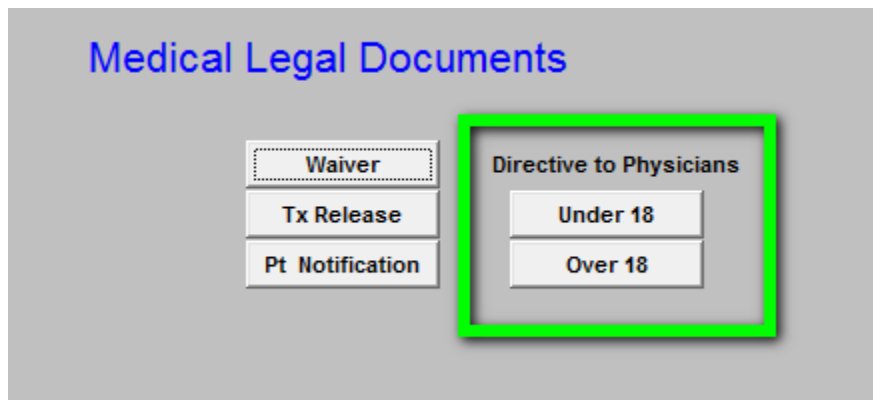 Medical Legal Documents
Waiver
Tx Release
Pt Notification
Directive to Physicians
Under 18
Over 18